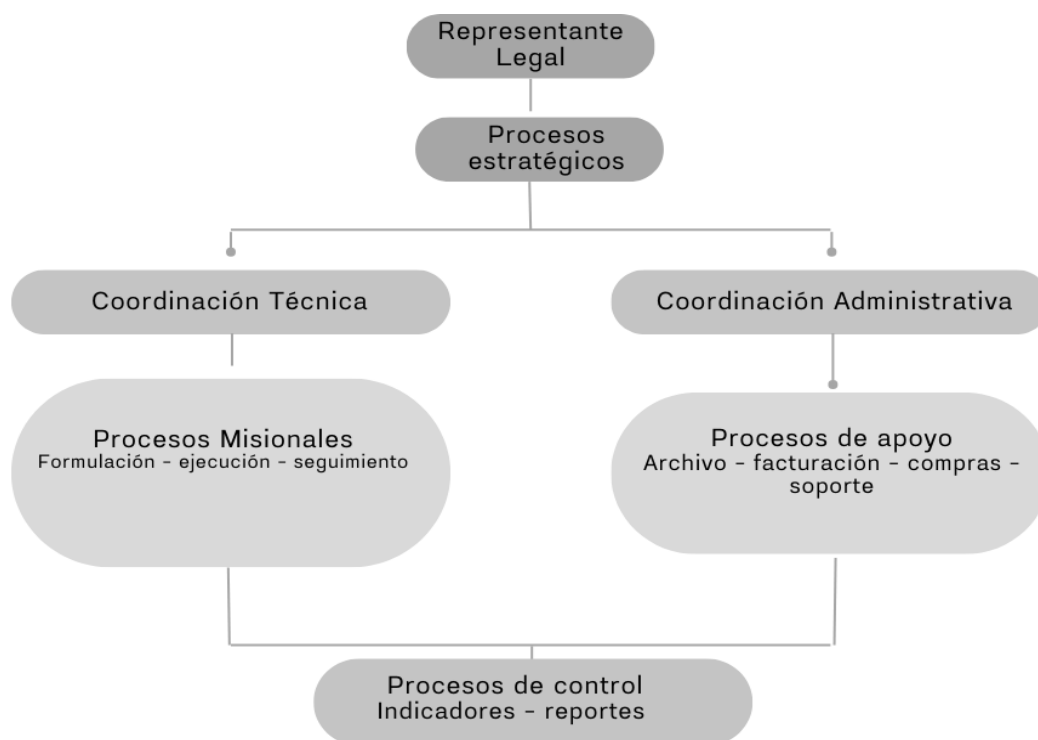 Representante
Legal
Procesos
estratégicos
Coordinación Técnica
Coordinación Administrativa
Procesos Misionales
Formulación - ejecución - seguimiento
Procesos de apoyo
Archivo - facturación - compras -
soporte
Procesos de control
Indicadores - reportes